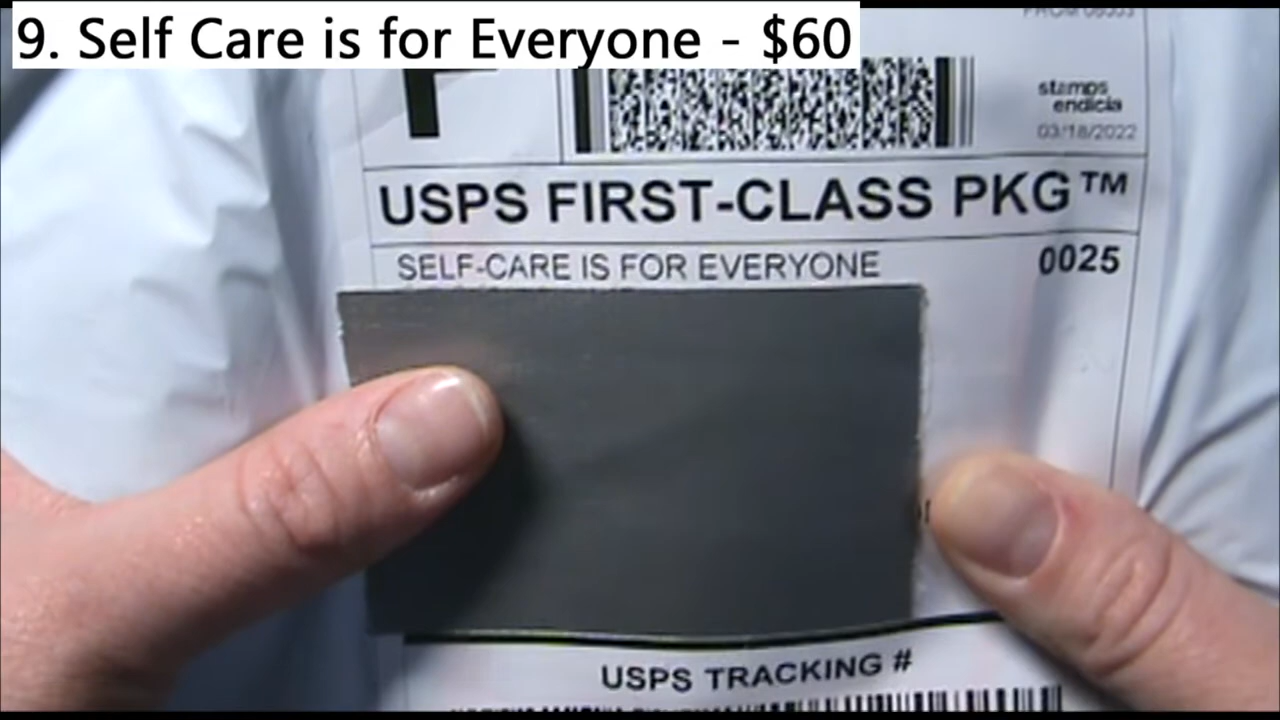 9. Self Care is for Everyone - $60
F
stamps
endicia
03/18/2022
USPS FIRST-CLASS PKG™
SELF-CARE IS FOR EVERYONE
0025
USPS TRACKING #